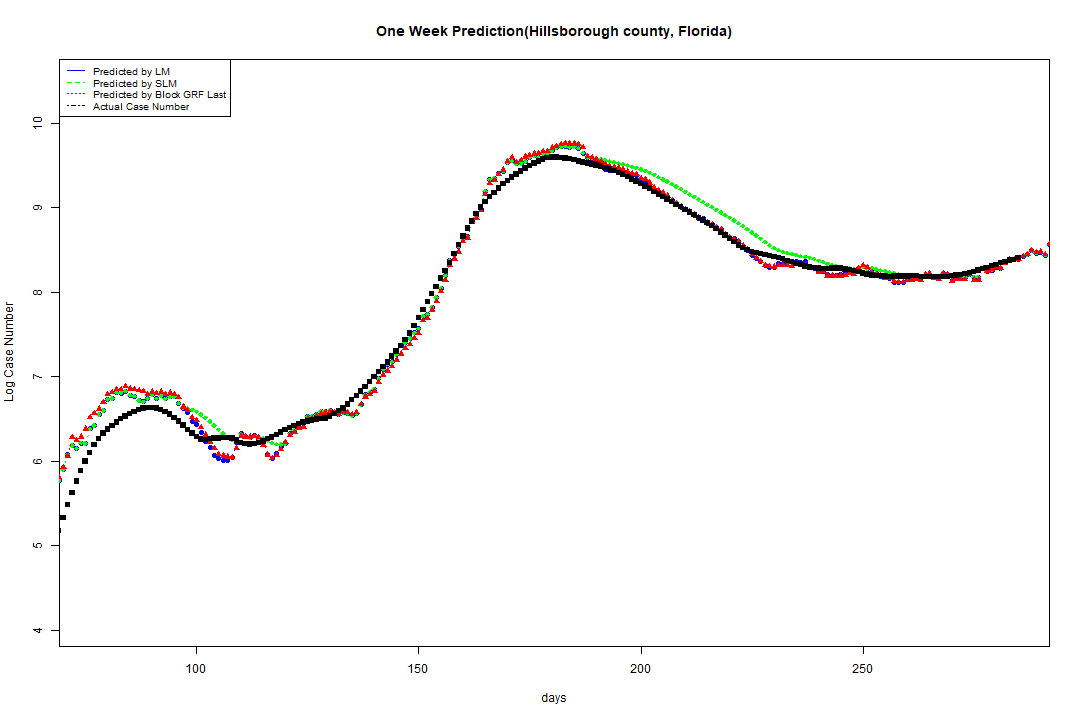 One Week Prediction(Hillsborough county, Florida)
Predicted by LM
Predicted by SLM
Predicted by Block GRF Last
Actual Case Number
10
9
8
7
6
5
4
Log Case Number
100 150 200 250
days